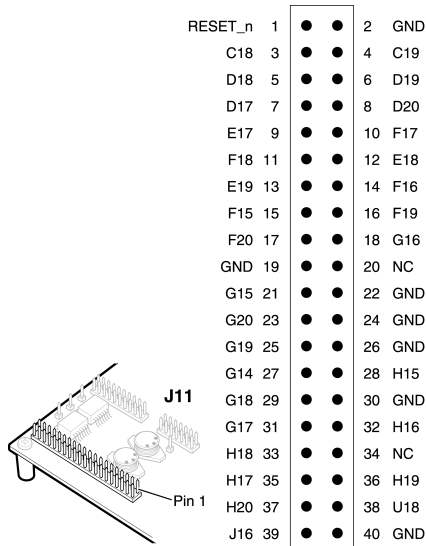 RESET_n 1 2 GND
C18 3 4 C19
D18 5 6 D19
D17 7 8 D20
E17 9 10 F17
F18 11 12 E18
E19 13 14 F16
F15 15 16 F19
F20 17 18 G16
GND 19 20 NC
G15 21 22 GND
G20 23 24 GND
G19 25 26 GND
G14 27 28 H15
G18 29 30 GND
G17 31 32 H16
H18 33 34 NC
H17 35 36 H19
H20 37 38 U18
J16 39 40 GND
J11
Pin 1